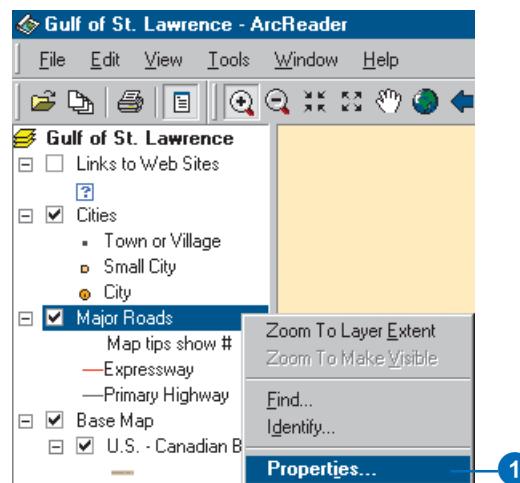 Gulf of St. Lawrence - ArcReader
File Edit View Tools Window Help
Gulf of St. Lawrence
Links to Web Sites
?
Cities
Town or Village
Small City
City
Major Roads
Map tips show #
Expressway
Primary Highway
Base Map
U.S. - Canadian B
Zoom To Layer Extent
Zoom To Make Visible
Find...
Identify...
Properties...
1